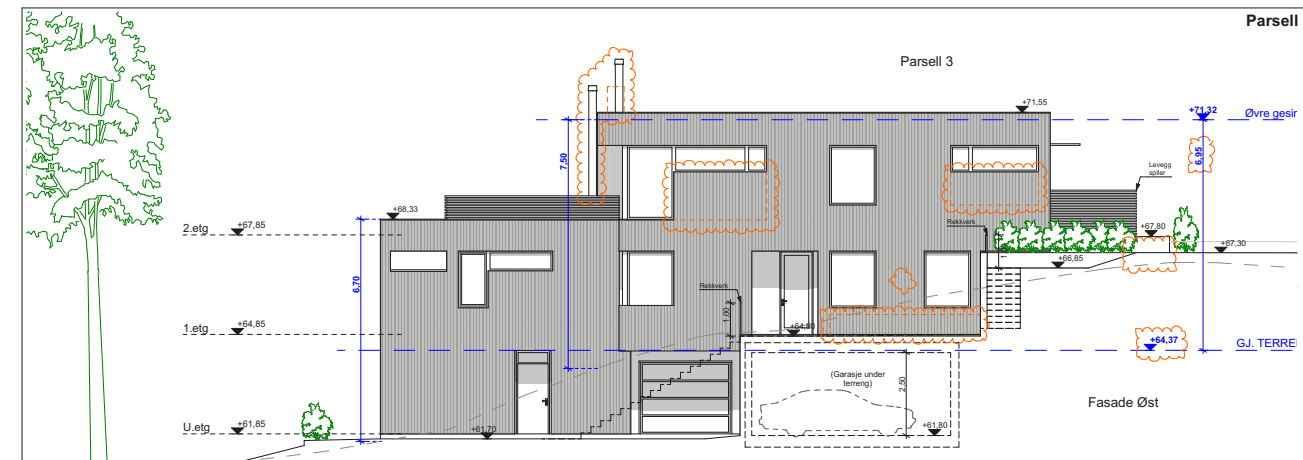 Parsell
Parsell 3
+71,55
+71,32
Øvre gesir
7,50
6,95
Levegg
spiler
+68,33
2.etg
+67,85
Rekkverk
+67,80
+67,30
+66,85
6,70
Rekkverk
1,00
1.etg
+64,85
+64,80
+64,37
GJ. TERRE
(Garasje under
terreng)
2,50
Fasade Øst
U.etg
+61,85
+61,70
+61,80